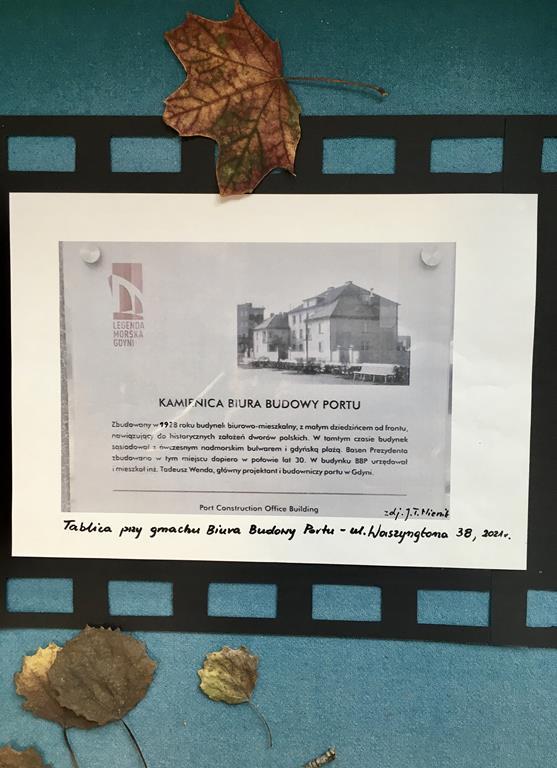 LEGENDA
MORSKA
GDYNI
KAMIENICA BIURA BUDOWY PORTU
Zbudowany w 1928 roku budynek biurowo-mieszkalny, z małym dziedzińcem od frontu,
nawiązujący do historycznych założeń dworów polskich. W tamtym czasie budynek
sąsiadował z ówczesnym nadmorskim bulwarem i gdyńską plażą. Basen Prezydenta
zbudowano w tym miejscu dopiero w połowie lat 30. W budynku BBP urzędował
i mieszkał inż. Tadeusz Wenda, główny projektant i budowniczy portu w Gdyni.
Port Construction Office Building
zdj. J.T.
Tablica przy gmachu Biura Budowy Portu - ul. Waszyngtona 38, 2021r.